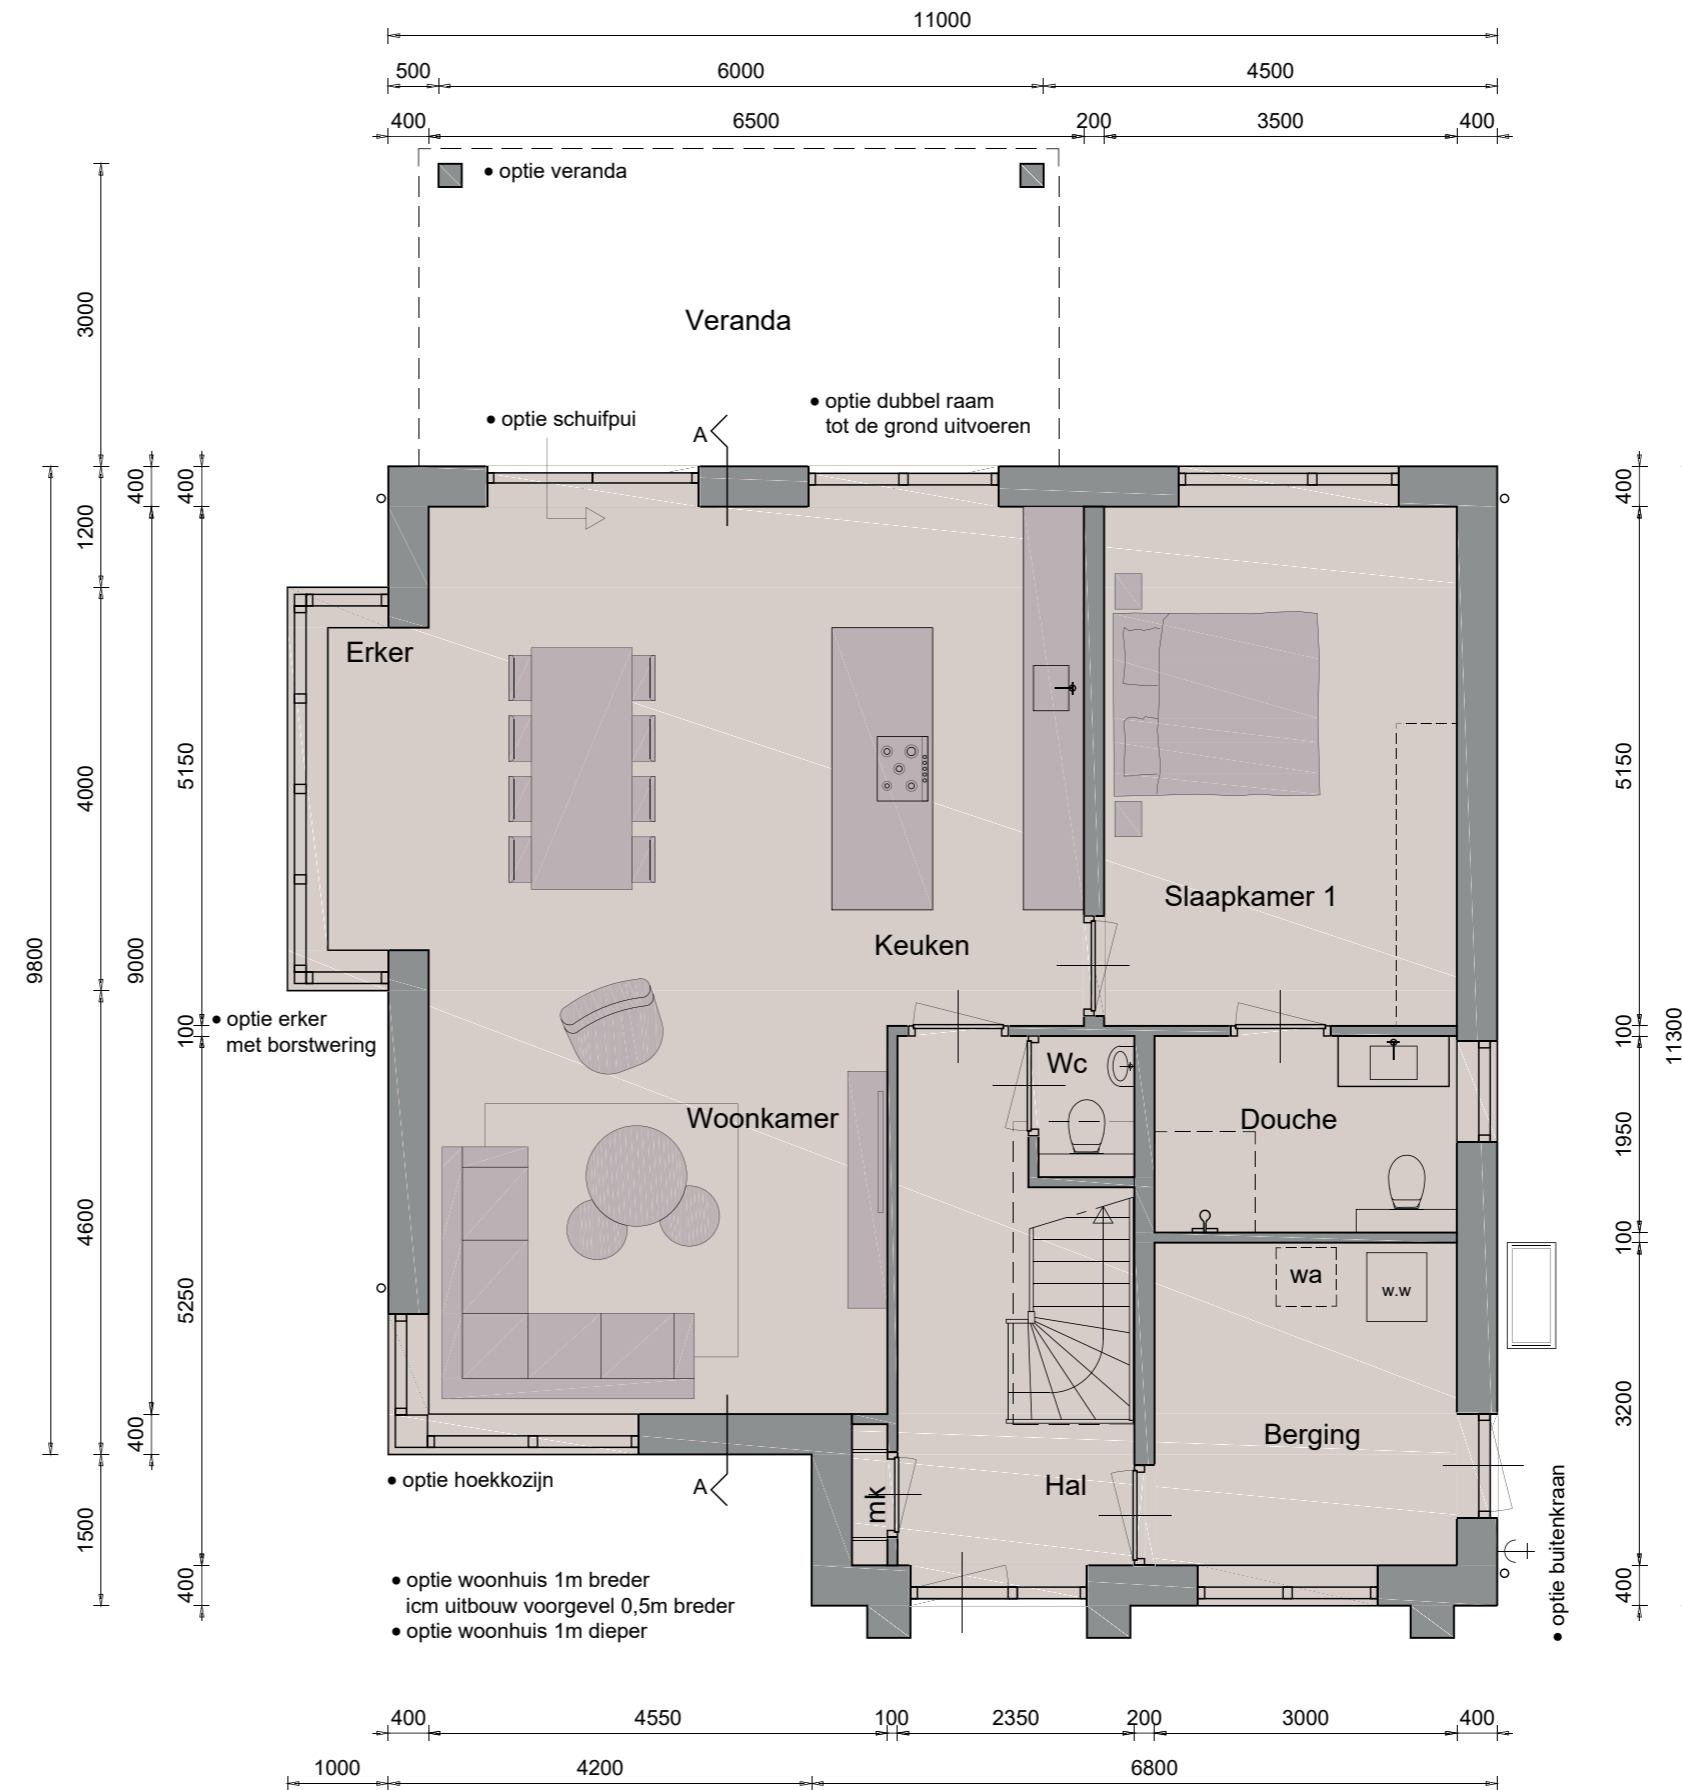 11000
500 6000 4500
400 6500 200 3500 400
• optie veranda
3000
Veranda
• optie schuifpui
A
• optie dubbel raam
tot de grond uitvoeren
400
400
400
1200
Erker
5150
5150
4000
Slaapkamer 1
Keuken
9800
9000
• optie erker
met borstwering
100
100
11300
Wc
Woonkamer
Douche
1950
4600
100
5250
wa
w.w
3200
400
Berging
• optie hoekkozijn
A
mk
Hal
1500
400
400
• optie buitenkraan
• optie woonhuis 1m breder
icm uitbouw voorgevel 0,5m breder
• optie woonhuis 1m dieper
400 4550 100 2350 200 3000 400
1000 4200 6800